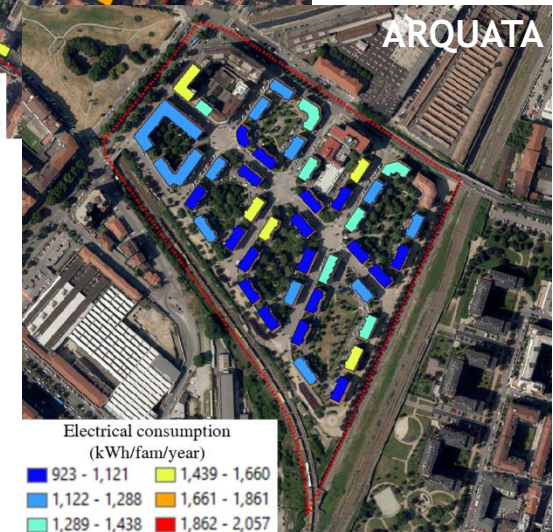 ARQUATA
Electrical consumption
(kWh/fam/year)
923 - 1,121
1,439 - 1,660
1,122 - 1,288
1,661 - 1,861
1,289 - 1,438
1,862 - 2,057